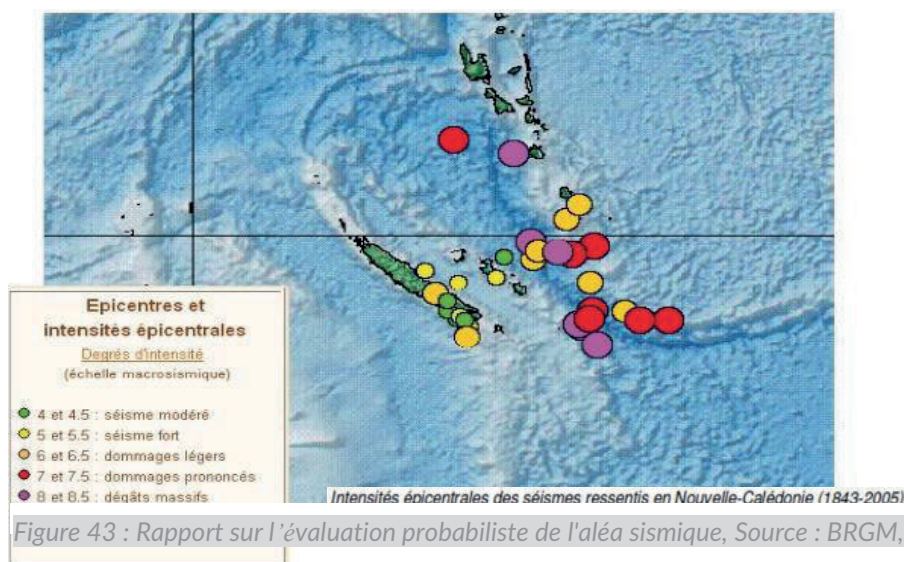 Epicentres et
intensités épicentrales
Degrés d'intensité
(échelle macrosismique)
4 et 4.5 : séisme modéré
5 et 5.5 : séisme fort
6 et 6.5 : dommages légers
7 et 7.5 : dommages prononcés
8 et 8.5 : dégâts massifs
Intensités épicentrales des séismes ressentis en Nouvelle-Calédonie (1843-2005)
Figure 43 : Rapport sur l'évaluation probabiliste de l'aléa sismique, Source : BRGM,